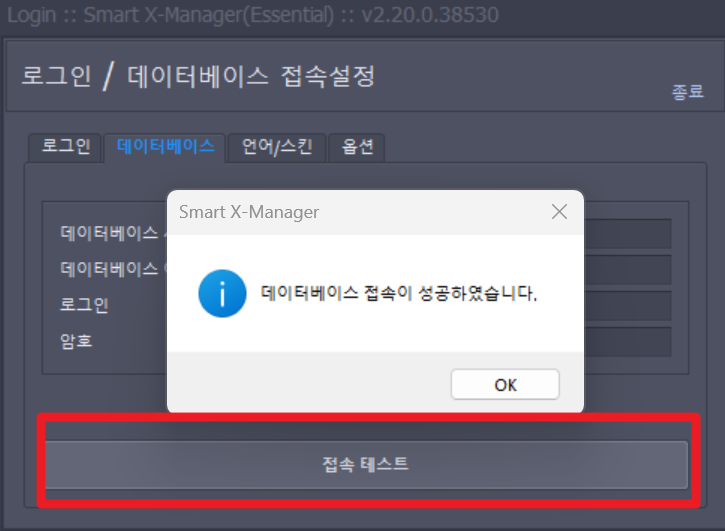 Login :: Smart X-Manager(Essential) :: v2.20.0.38530
로그인 / 데이터베이스 접속설정
종료
로그인 데이터베이스 언어/스킨 옵션
Smart X-Manager
데이터베이스
데이터베이스 접속이 성공하였습니다.
데이터베이스
로그인
암호
OK
접속 테스트